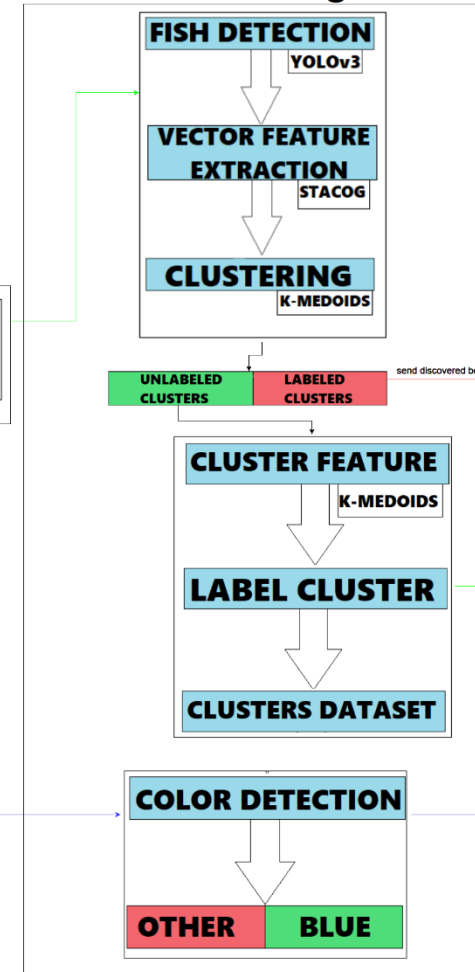 FISH DETECTION
YOLOv3
VECTOR FEATURE
EXTRACTION
STACOG
CLUSTERING
K-MEDOIDS
UNLABELED
CLUSTERS
LABELED
CLUSTERS
send discovered
CLUSTER FEATURE
K-MEDOIDS
LABEL CLUSTER
CLUSTERS DATASET
COLOR DETECTION
OTHER
BLUE